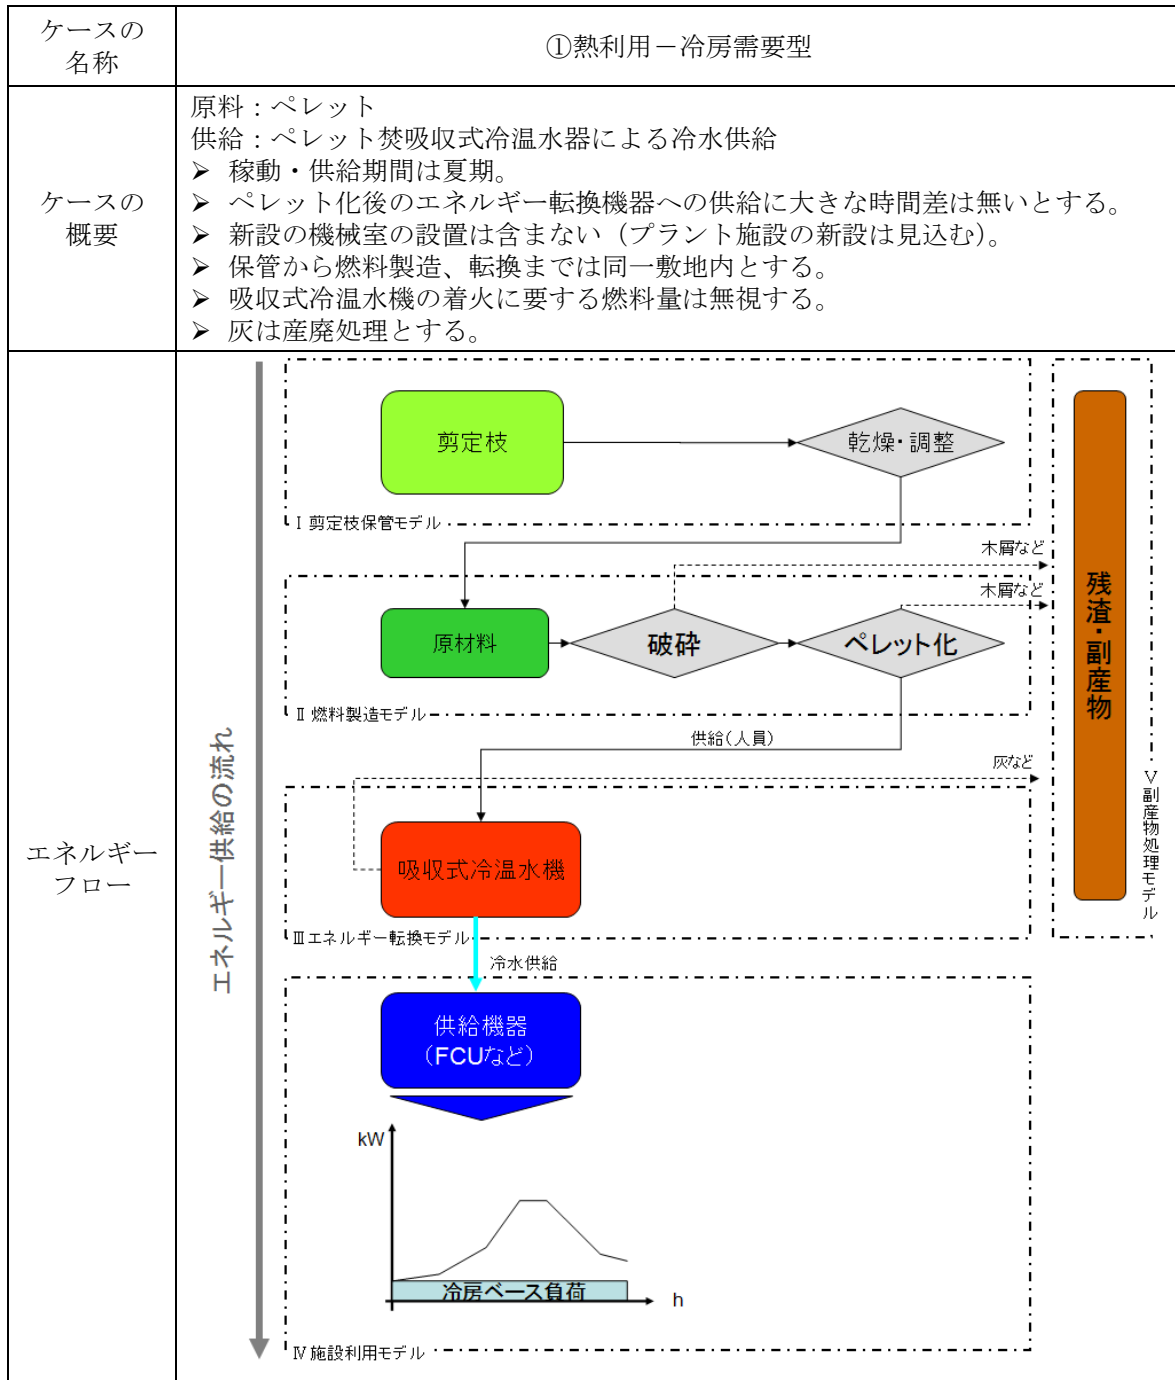 ケースの
名称
①熱利用－冷房需要型
ケースの
概要
原料：ペレット
供給：ペレット焚吸収式冷温水器による冷水供給
➢ 稼動・供給期間は夏期。
➢ ペレット化後のエネルギー転換機器への供給に大きな時間差は無いとする。
➢ 新設の機械室の設置は含まない（プラント施設の新設は見込む）。
➢ 保管から燃料製造、転換までは同一敷地内とする。
➢ 吸収式冷温水機の着火に要する燃料量は無視する。
➢ 灰は産廃処理とする。
エネルギー
フロー
エネルギー供給の流れ
剪定枝
乾燥・調整
Ⅰ 剪定枝保管モデル
木屑など
木屑など
原材料
破砕
ペレット化
Ⅱ 燃料製造モデル
供給（人員）
灰など
吸収式冷温水機
Ⅲエネルギー転換モデル
冷水供給
供給機器
（FCUなど）
kW
冷房ベース負荷
h
Ⅳ 施設利用モデル
残渣・副産物
Ⅴ副産物処理モデル